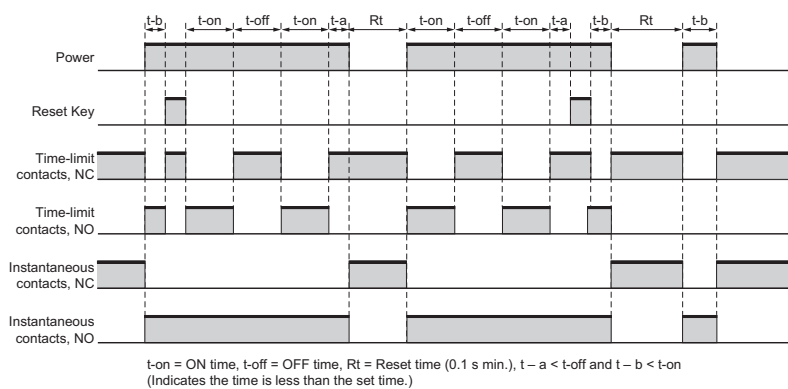 t-b t-on t-off t-on t-a Rt t-on t-off t-on t-a t-b Rt t-b
Power
Reset Key
Time-limit
contacts, NC
Time-limit
contacts, NO
Instantaneous
contacts, NC
Instantaneous
contacts, NO
t-on = ON time, t-off = OFF time, Rt = Reset time (0.1 s min.), t – a < t-off and t – b < t-on
(Indicates the time is less than the set time.)